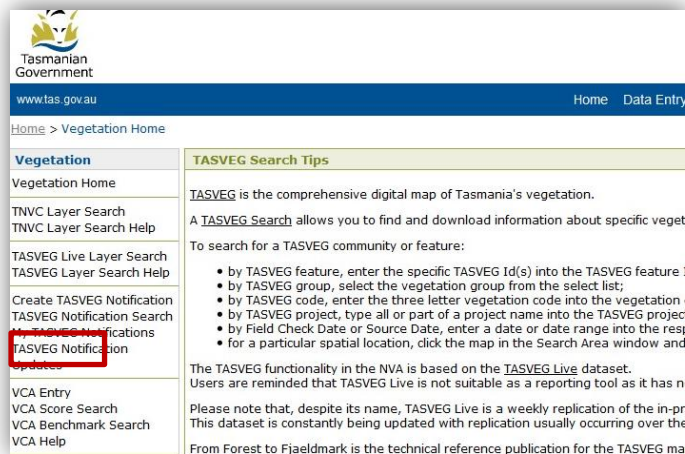 Tasmanian
Government
www.tas.gov.au
Home Data Entry
Home > Vegetation Home
Vegetation
Vegetation Home
TNVC Layer Search
TNVC Layer Search Help
TASVEG Live Layer Search
TASVEG Layer Search Help
Create TASVEG Notification
TASVEG Notification Search
My TASVEG Notifications
TASVEG Notification
Updates
VCA Entry
VCA Score Search
VCA Benchmark Search
VCA Help
TASVEG Search Tips
TASVEG is the comprehensive digital map of Tasmania's vegetation.
A TASVEG Search allows you to find and download information about specific veget
To search for a TASVEG community or feature:
• by TASVEG feature, enter the specific TASVEG Id(s) into the TASVEG feature
• by TASVEG group, select the vegetation group from the select list;
• by TASVEG code, enter the three letter vegetation code into the vegetation
• by TASVEG project, type all or part of a project name into the TASVEG project
• by Field Check Date or Source Date, enter a date or date range into the resp
• for a particular spatial location, click the map in the Search Area window and
The TASVEG functionality in the NVA is based on the TASVEG Live dataset.
Users are reminded that TASVEG Live is not suitable as a reporting tool as it has n
Please note that, despite its name, TASVEG Live is a weekly replication of the in-pr
This dataset is constantly being updated with replication usually occurring over the
From Forest to Fjaeldmark is the technical reference publication for the TASVEG ma